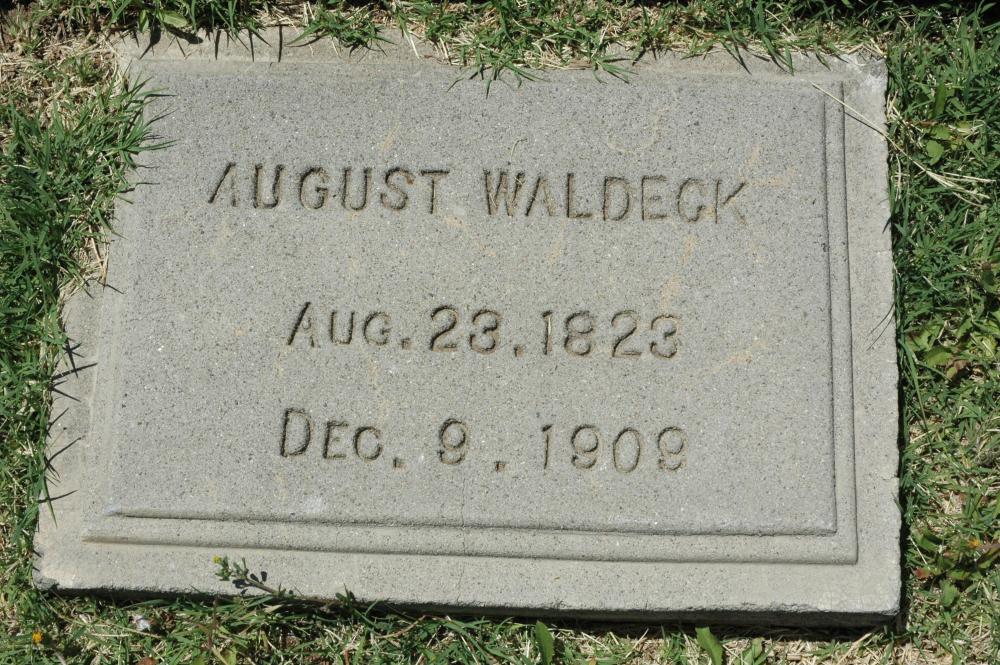 AUGUST WALDECK
AUG. 23. 1823
DEC. 9. 1909